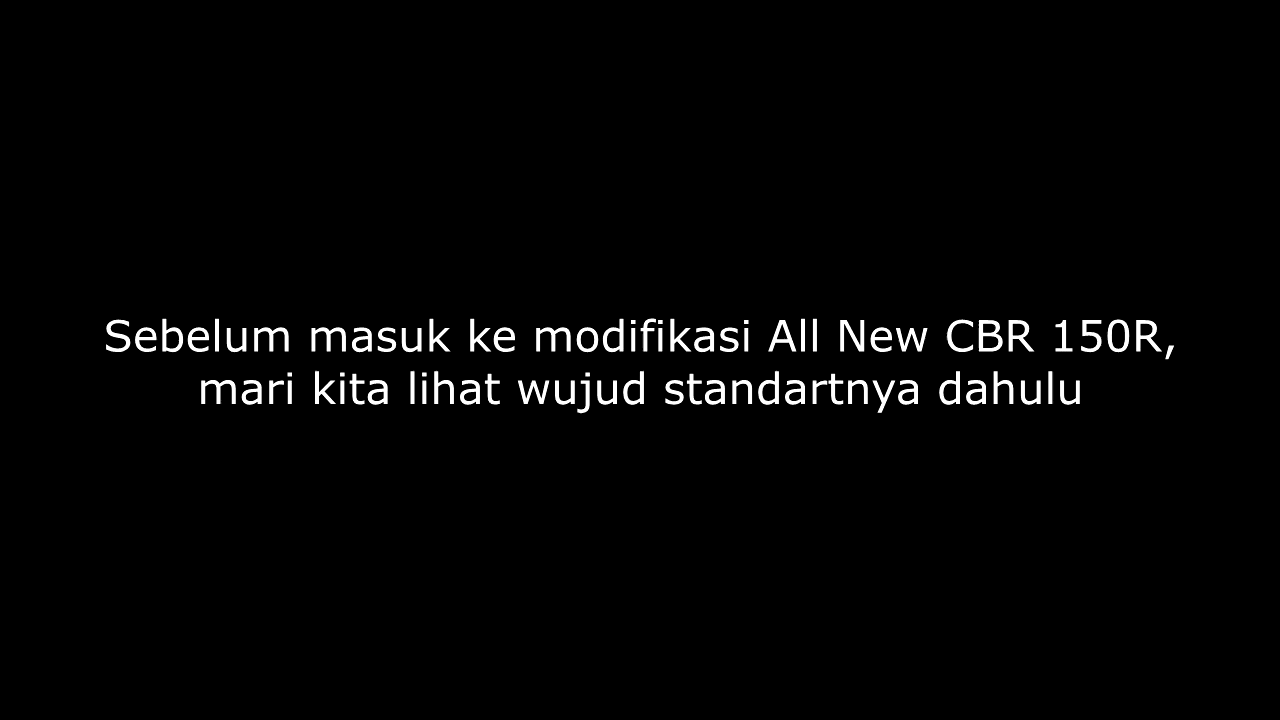 Sebelum masuk ke modifikasi All New CBR 150R,
mari kita lihat wujud standartnya dahulu